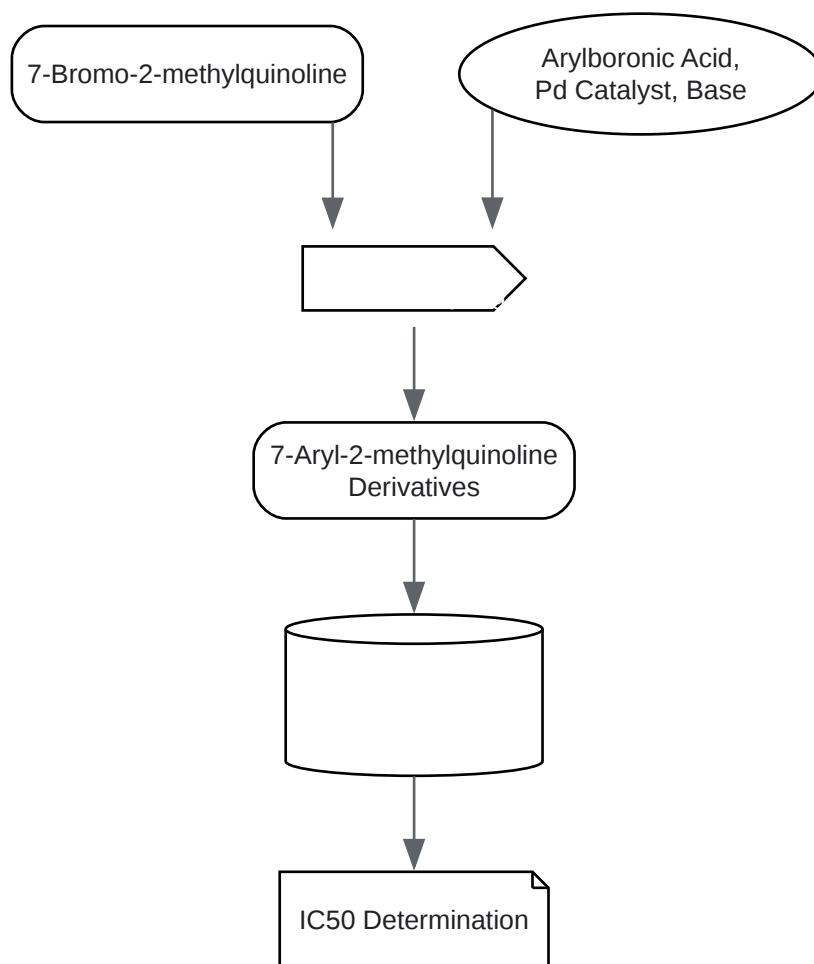 7-Bromo-2-methylquinoline
Arylboronic Acid,
Pd Catalyst, Base
7-Aryl-2-methylquinoline
Derivatives
IC50 Determination